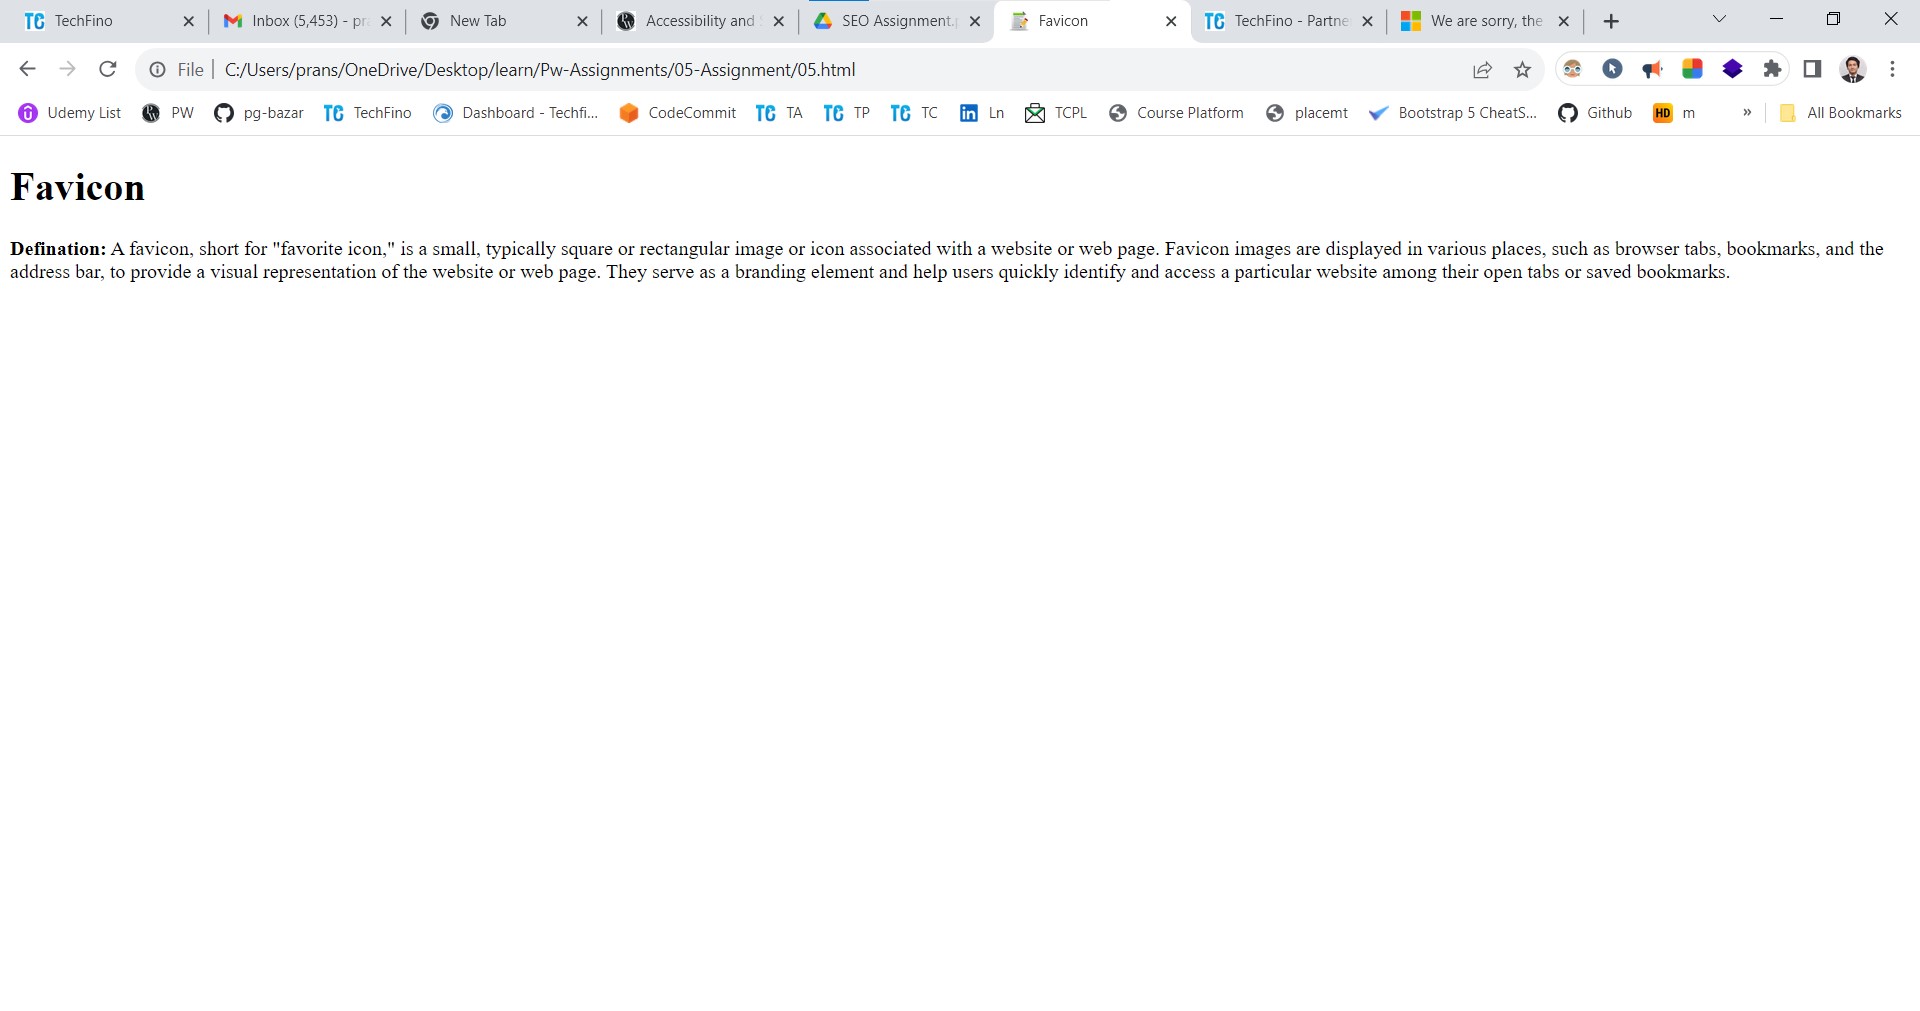 TechFino
Inbox (5,453) - pra
New Tab
Accessibility and S
SEO Assignment.p
Favicon
TechFino - Partne
We are sorry, the
File
C:/Users/prans/OneDrive/Desktop/learn/Pw-Assignments/05-Assignment/05.html
Udemy List
PW
pg-bazar
TC TechFino
Dashboard - Techfi...
CodeCommit
TC TA
TC TP
TC TC
in Ln
TCPL
Course Platform
placemt
Bootstrap 5 CheatS...
Github
HD m
»
All Bookmarks
Favicon
Defination: A favicon, short for "favorite icon," is a small, typically square or rectangular image or icon associated with a website or web page. Favicon images are displayed in various places, such as browser tabs, bookmarks, and the
address bar, to provide a visual representation of the website or web page. They serve as a branding element and help users quickly identify and access a particular website among their open tabs or saved bookmarks.